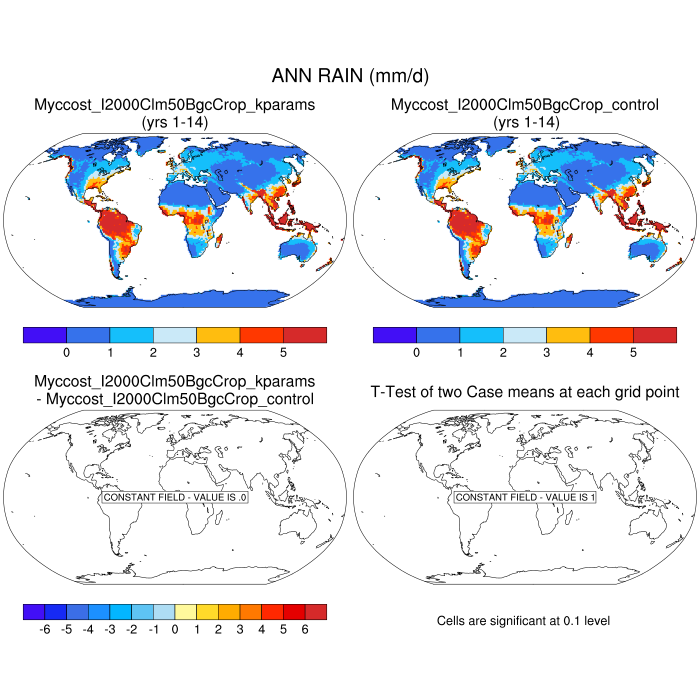 ANN RAIN (mm/d)
Myccost_I2000Clm50BgcCrop_kparams
(yrs 1-14)
Myccost_I2000Clm50BgcCrop_control
(yrs 1-14)
0 1 2 3 4 5
0 1 2 3 4 5
Myccost_I2000Clm50BgcCrop_kparams
- Myccost_I2000Clm50BgcCrop_control
T-Test of two Case means at each grid point
CONSTANT FIELD - VALUE IS .0
CONSTANT FIELD - VALUE IS 1
-6 -5 -4 -3 -2 -1 0 1 2 3 4 5 6
Cells are significant at 0.1 level